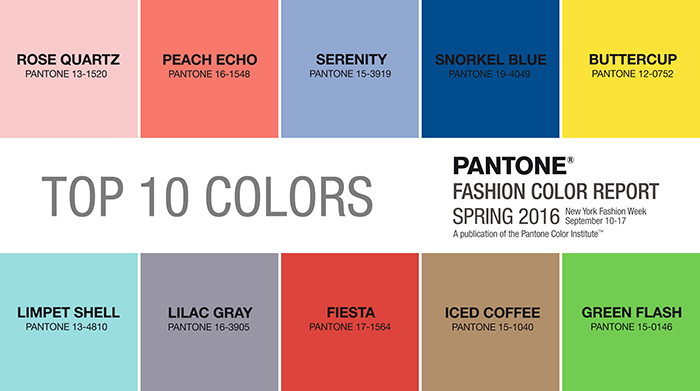 ROSE QUARTZ
PANTONE 13-1520
PEACH ECHO
PANTONE 16-1548
SERENITY
PANTONE 15-3919
SNORKEL BLUE
PANTONE 19-4049
BUTTERCUP
PANTONE 12-0752
TOP 10 COLORS
PANTONE®
FASHION COLOR REPORT
SPRING 2016 New York Fashion Week
September 10-17
A publication of the Pantone Color Institute™
LIMPET SHELL
PANTONE 13-4810
LILAC GRAY
PANTONE 16-3905
FIESTA
PANTONE 17-1564
ICED COFFEE
PANTONE 15-1040
GREEN FLASH
PANTONE 15-0146